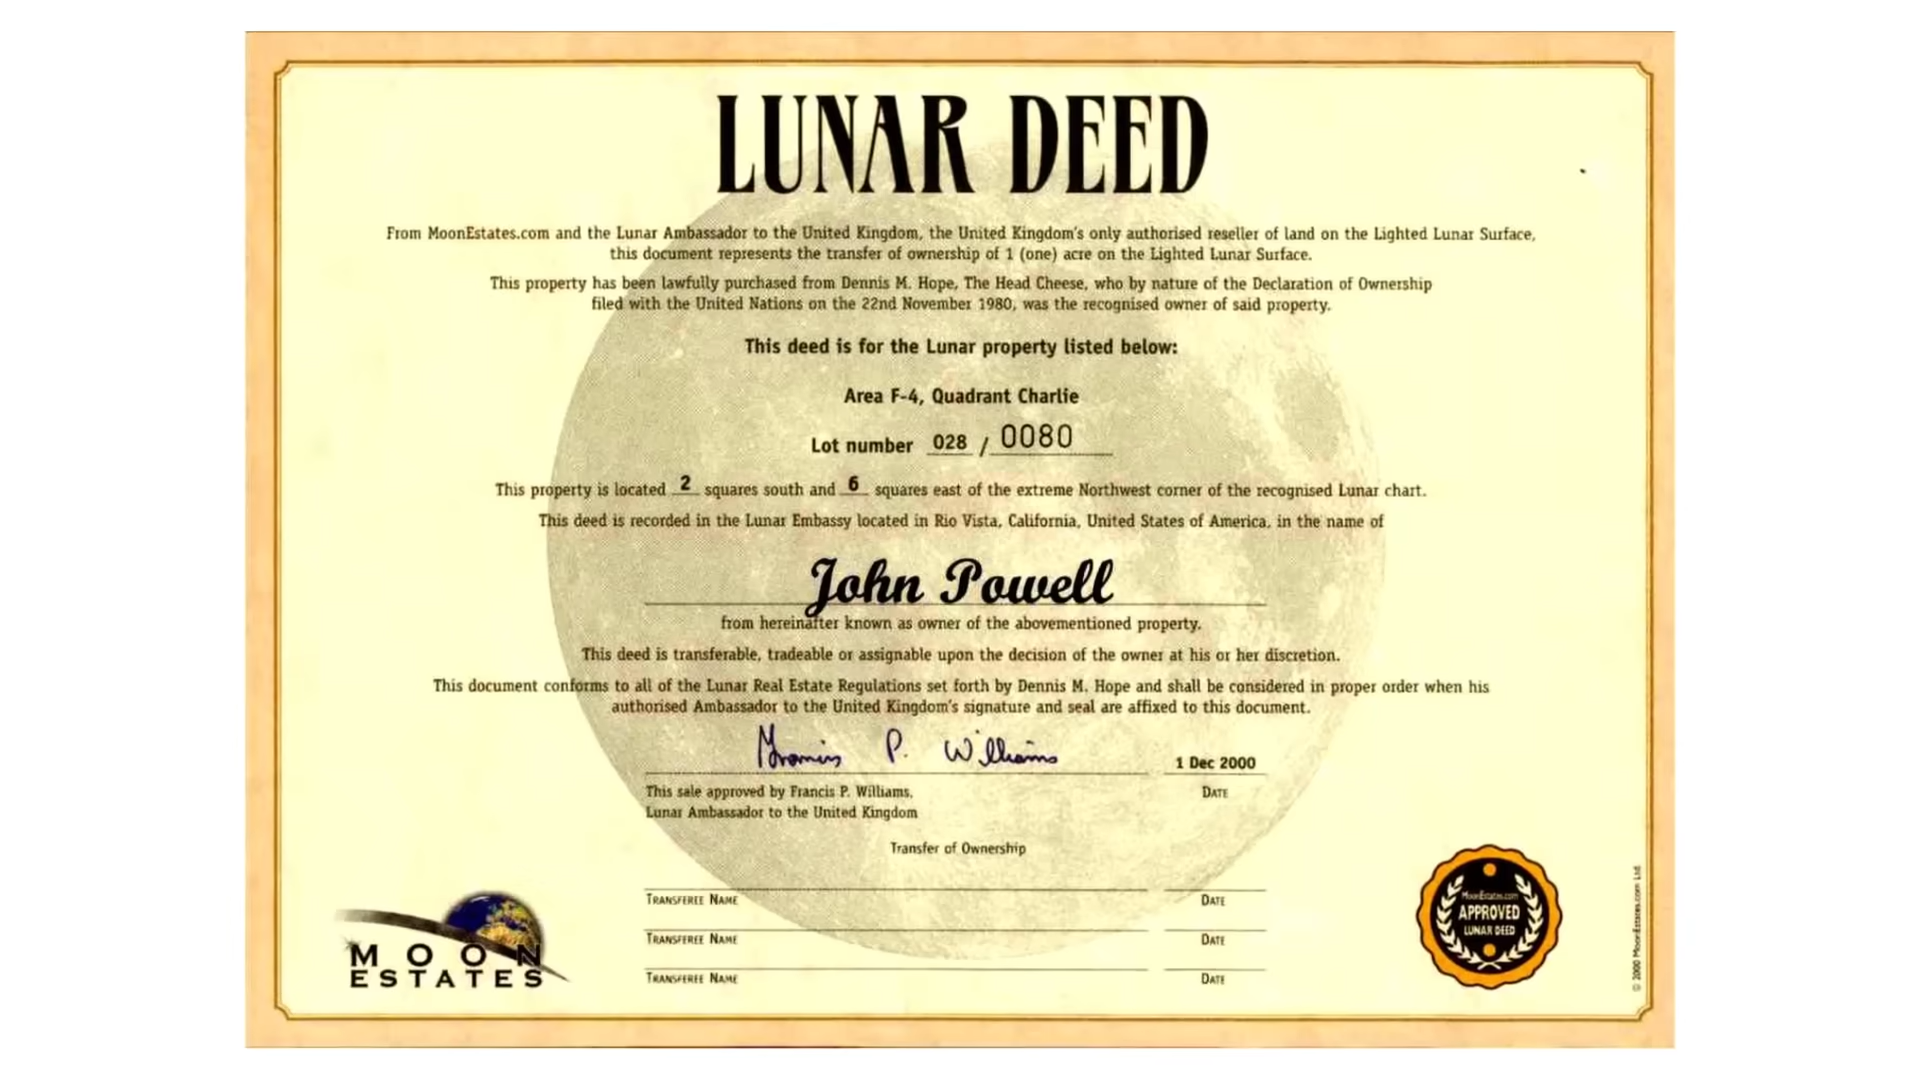 LUNAR DEED
From MoonEstates.com and the Lunar Ambassador to the United Kingdom, the United Kingdom's only authorised reseller of land on the Lighted Lunar Surface,
this document represents the transfer of ownership of 1 (one) acre on the Lighted Lunar Surface.
This property has been lawfully purchased from Dennis M. Hope, The Head Cheese, who by nature of the Declaration of Ownership
filed with the United Nations on the 22nd November 1980, was the recognised owner of said property.
This deed is for the Lunar property listed below:
Area F-4, Quadrant Charlie
Lot number 028 / 0080
This property is located 2 squares south and 6 squares east of the extreme Northwest corner of the recognised Lunar chart.
This deed is recorded in the Lunar Embassy located in Rio Vista, California, United States of America, in the name of
John Powell
from hereinafter known as owner of the abovementioned property.
This deed is transferable, tradeable or assignable upon the decision of the owner at his or her discretion.
This document conforms to all of the Lunar Real Estate Regulations set forth by Dennis M. Hope and shall be considered in proper order when his
authorised Ambassador to the United Kingdom's signature and seal are affixed to this document.
Francis P. Williams 1 Dec 2000
This sale approved by Francis P. Williams, DATE
Lunar Ambassador to the United Kingdom
Transfer of Ownership
TRANSFEREE NAME DATE
TRANSFEREE NAME DATE
TRANSFEREE NAME DATE
MOON
ESTATES
MoonEstates.com
APPROVED
LUNAR DEED
© 2000 MoonEstates.com Ltd.